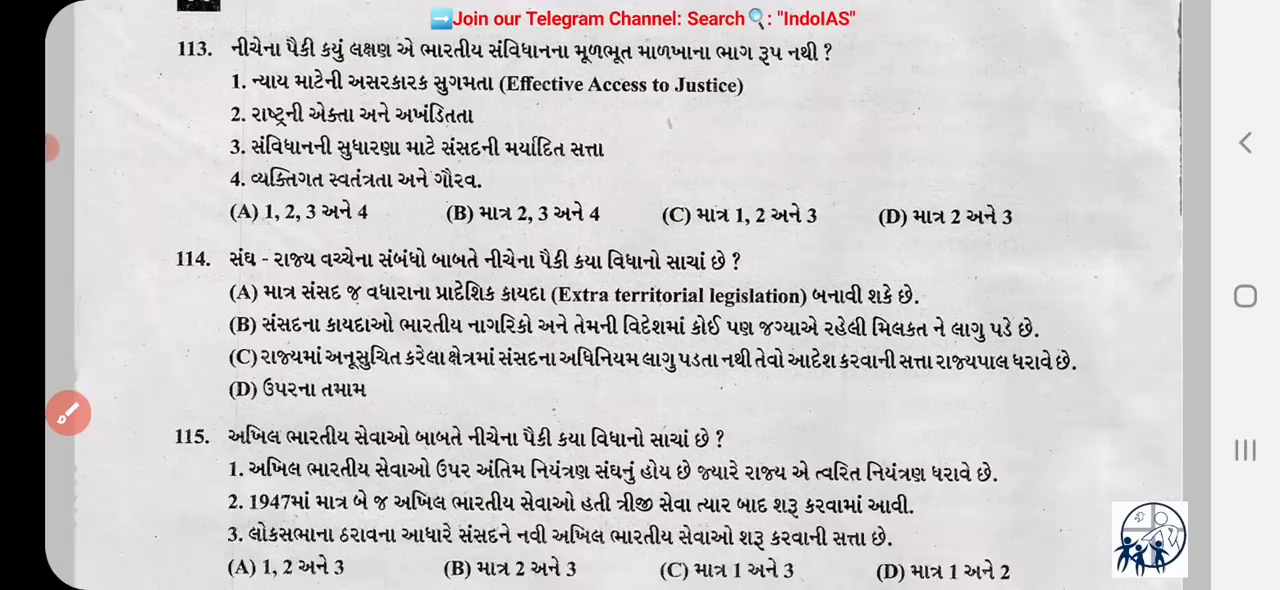 ➡️Join our Telegram Channel: Search🔍: "IndoIAS"
113. નીચેના પૈકી કયું લક્ષણ એ ભારતીય સંવિધાનના મૂળભૂત માળખાના ભાગ રૂપ નથી ?
1. ન્યાય માટેની અસરકારક સુગમતા (Effective Access to Justice)
2. રાષ્ટ્રની એક્તા અને અખંડિતતા
3. સંવિધાનની સુધારણા માટે સંસદની મર્યાદિત સત્તા
4. વ્યક્તિગત સ્વતંત્રતા અને ગૌરવ.
(A) 1, 2, 3 અને 4 (B) માત્ર 2, 3 અને 4 (C) માત્ર 1, 2 અને 3 (D) માત્ર 2 અને 3
114. સંઘ - રાજ્ય વચ્ચેના સંબંધો બાબતે નીચેના પૈકી કયા વિધાનો સાચાં છે ?
(A) માત્ર સંસદ જ વધારાના પ્રાદેશિક કાયદા (Extra territorial legislation) બનાવી શકે છે.
(B) સંસદના કાયદાઓ ભારતીય નાગરિકો અને તેમની વિદેશમાં કોઈ પણ જગ્યાએ રહેલી મિલકત ને લાગુ પડે છે.
(C) રાજ્યમાં અનૂસુચિત કરેલા ક્ષેત્રમાં સંસદના અધિનિયમ લાગુ પડતા નથી તેવો આદેશ કરવાની સત્તા રાજ્યપાલ ધરાવે છે.
(D) ઉપરના તમામ
115. અખિલ ભારતીય સેવાઓ બાબતે નીચેના પૈકી કયા વિધાનો સાચાં છે ?
1. અખિલ ભારતીય સેવાઓ ઉપર અંતિમ નિયંત્રણ સંઘનું હોય છે જ્યારે રાજ્ય એ ત્વરિત નિયંત્રણ ધરાવે છે.
2. 1947માં માત્ર બે જ અખિલ ભારતીય સેવાઓ હતી ત્રીજી સેવા ત્યાર બાદ શરૂ કરવામાં આવી.
3. લોકસભાના ઠરાવના આધારે સંસદને નવી અખિલ ભારતીય સેવાઓ શરૂ કરવાની સત્તા છે.
(A) 1, 2 અને 3 (B) માત્ર 2 અને 3 (C) માત્ર 1 અને 3 (D) માત્ર 1 અને 2